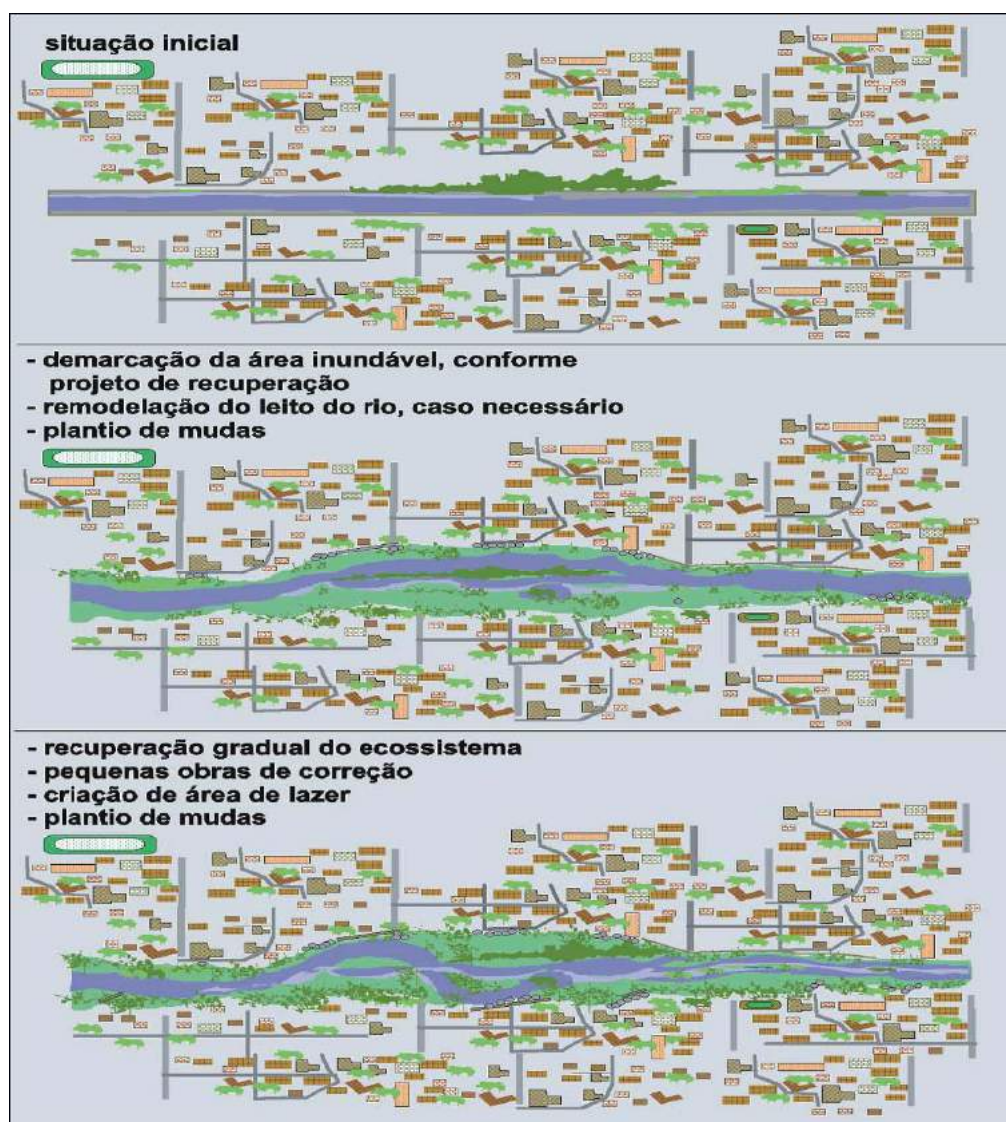 situação inicial
- demarcação da área inundável, conforme
projeto de recuperação
- remodelação do leito do rio, caso necessário
- plantio de mudas
- recuperação gradual do ecossistema
- pequenas obras de correção
- criação de área de lazer
- plantio de mudas